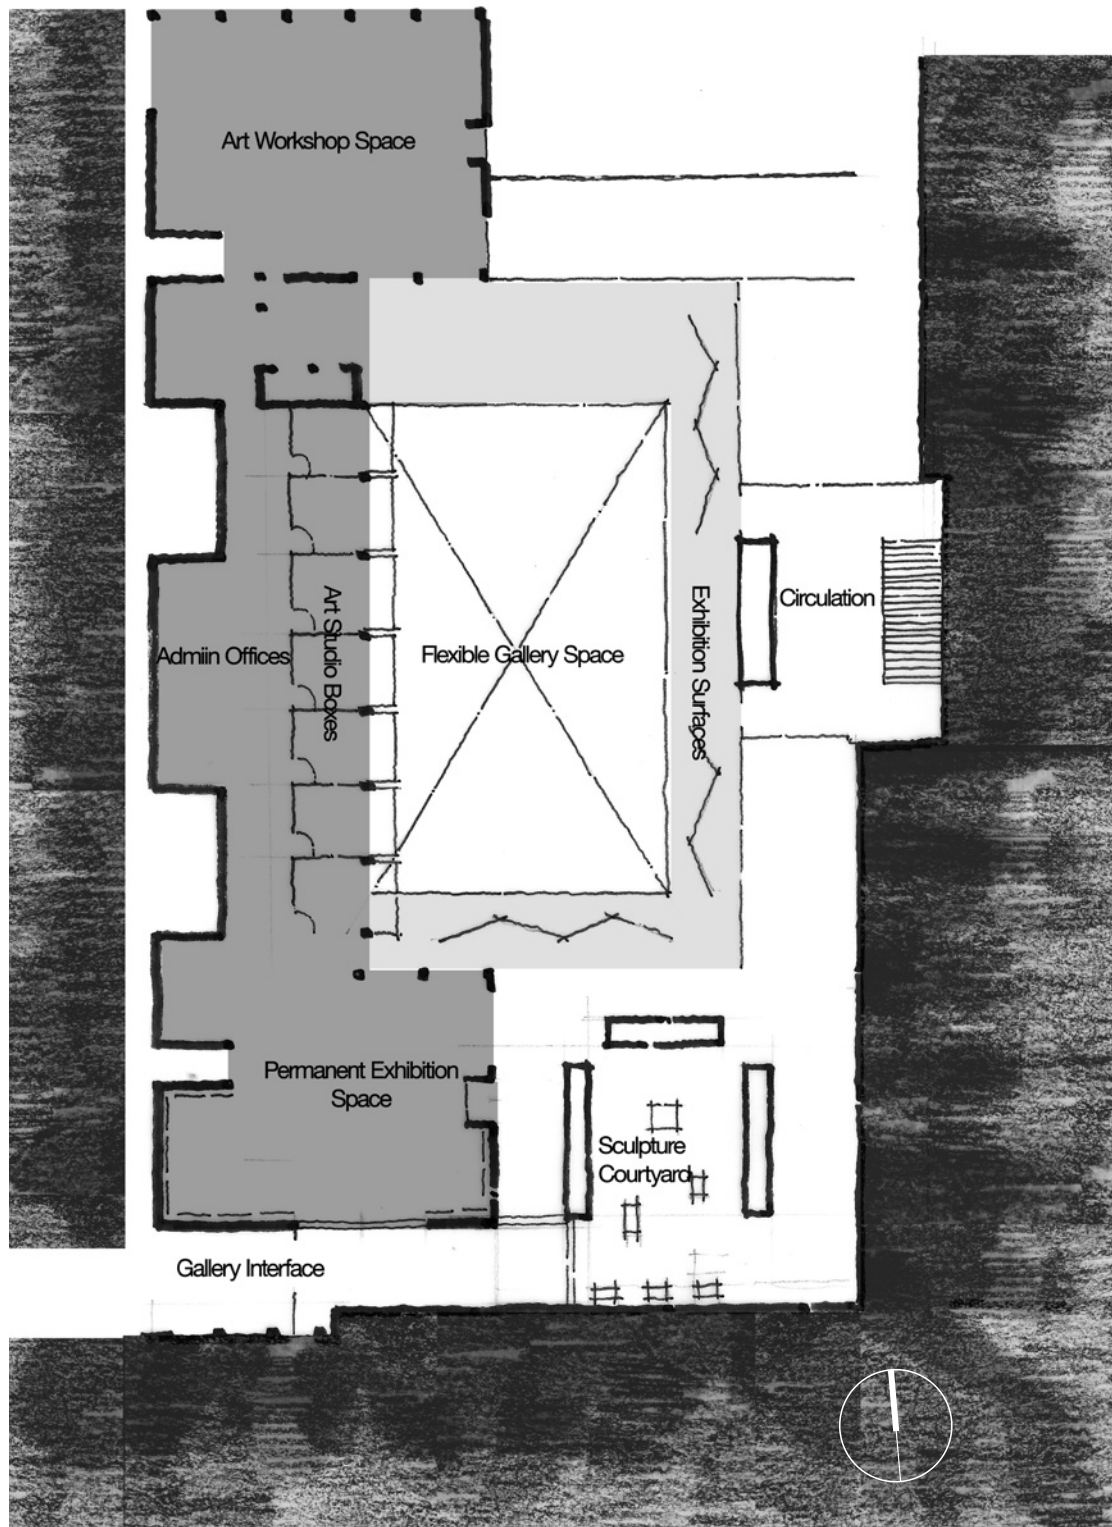 Art Workshop Space
Admiin Offices
Art Studio Boxes
Flexible Gallery Space
Exhibition Surfaces
Circulation
Permanent Exhibition
Space
Sculpture
Courtyard
Gallery Interface